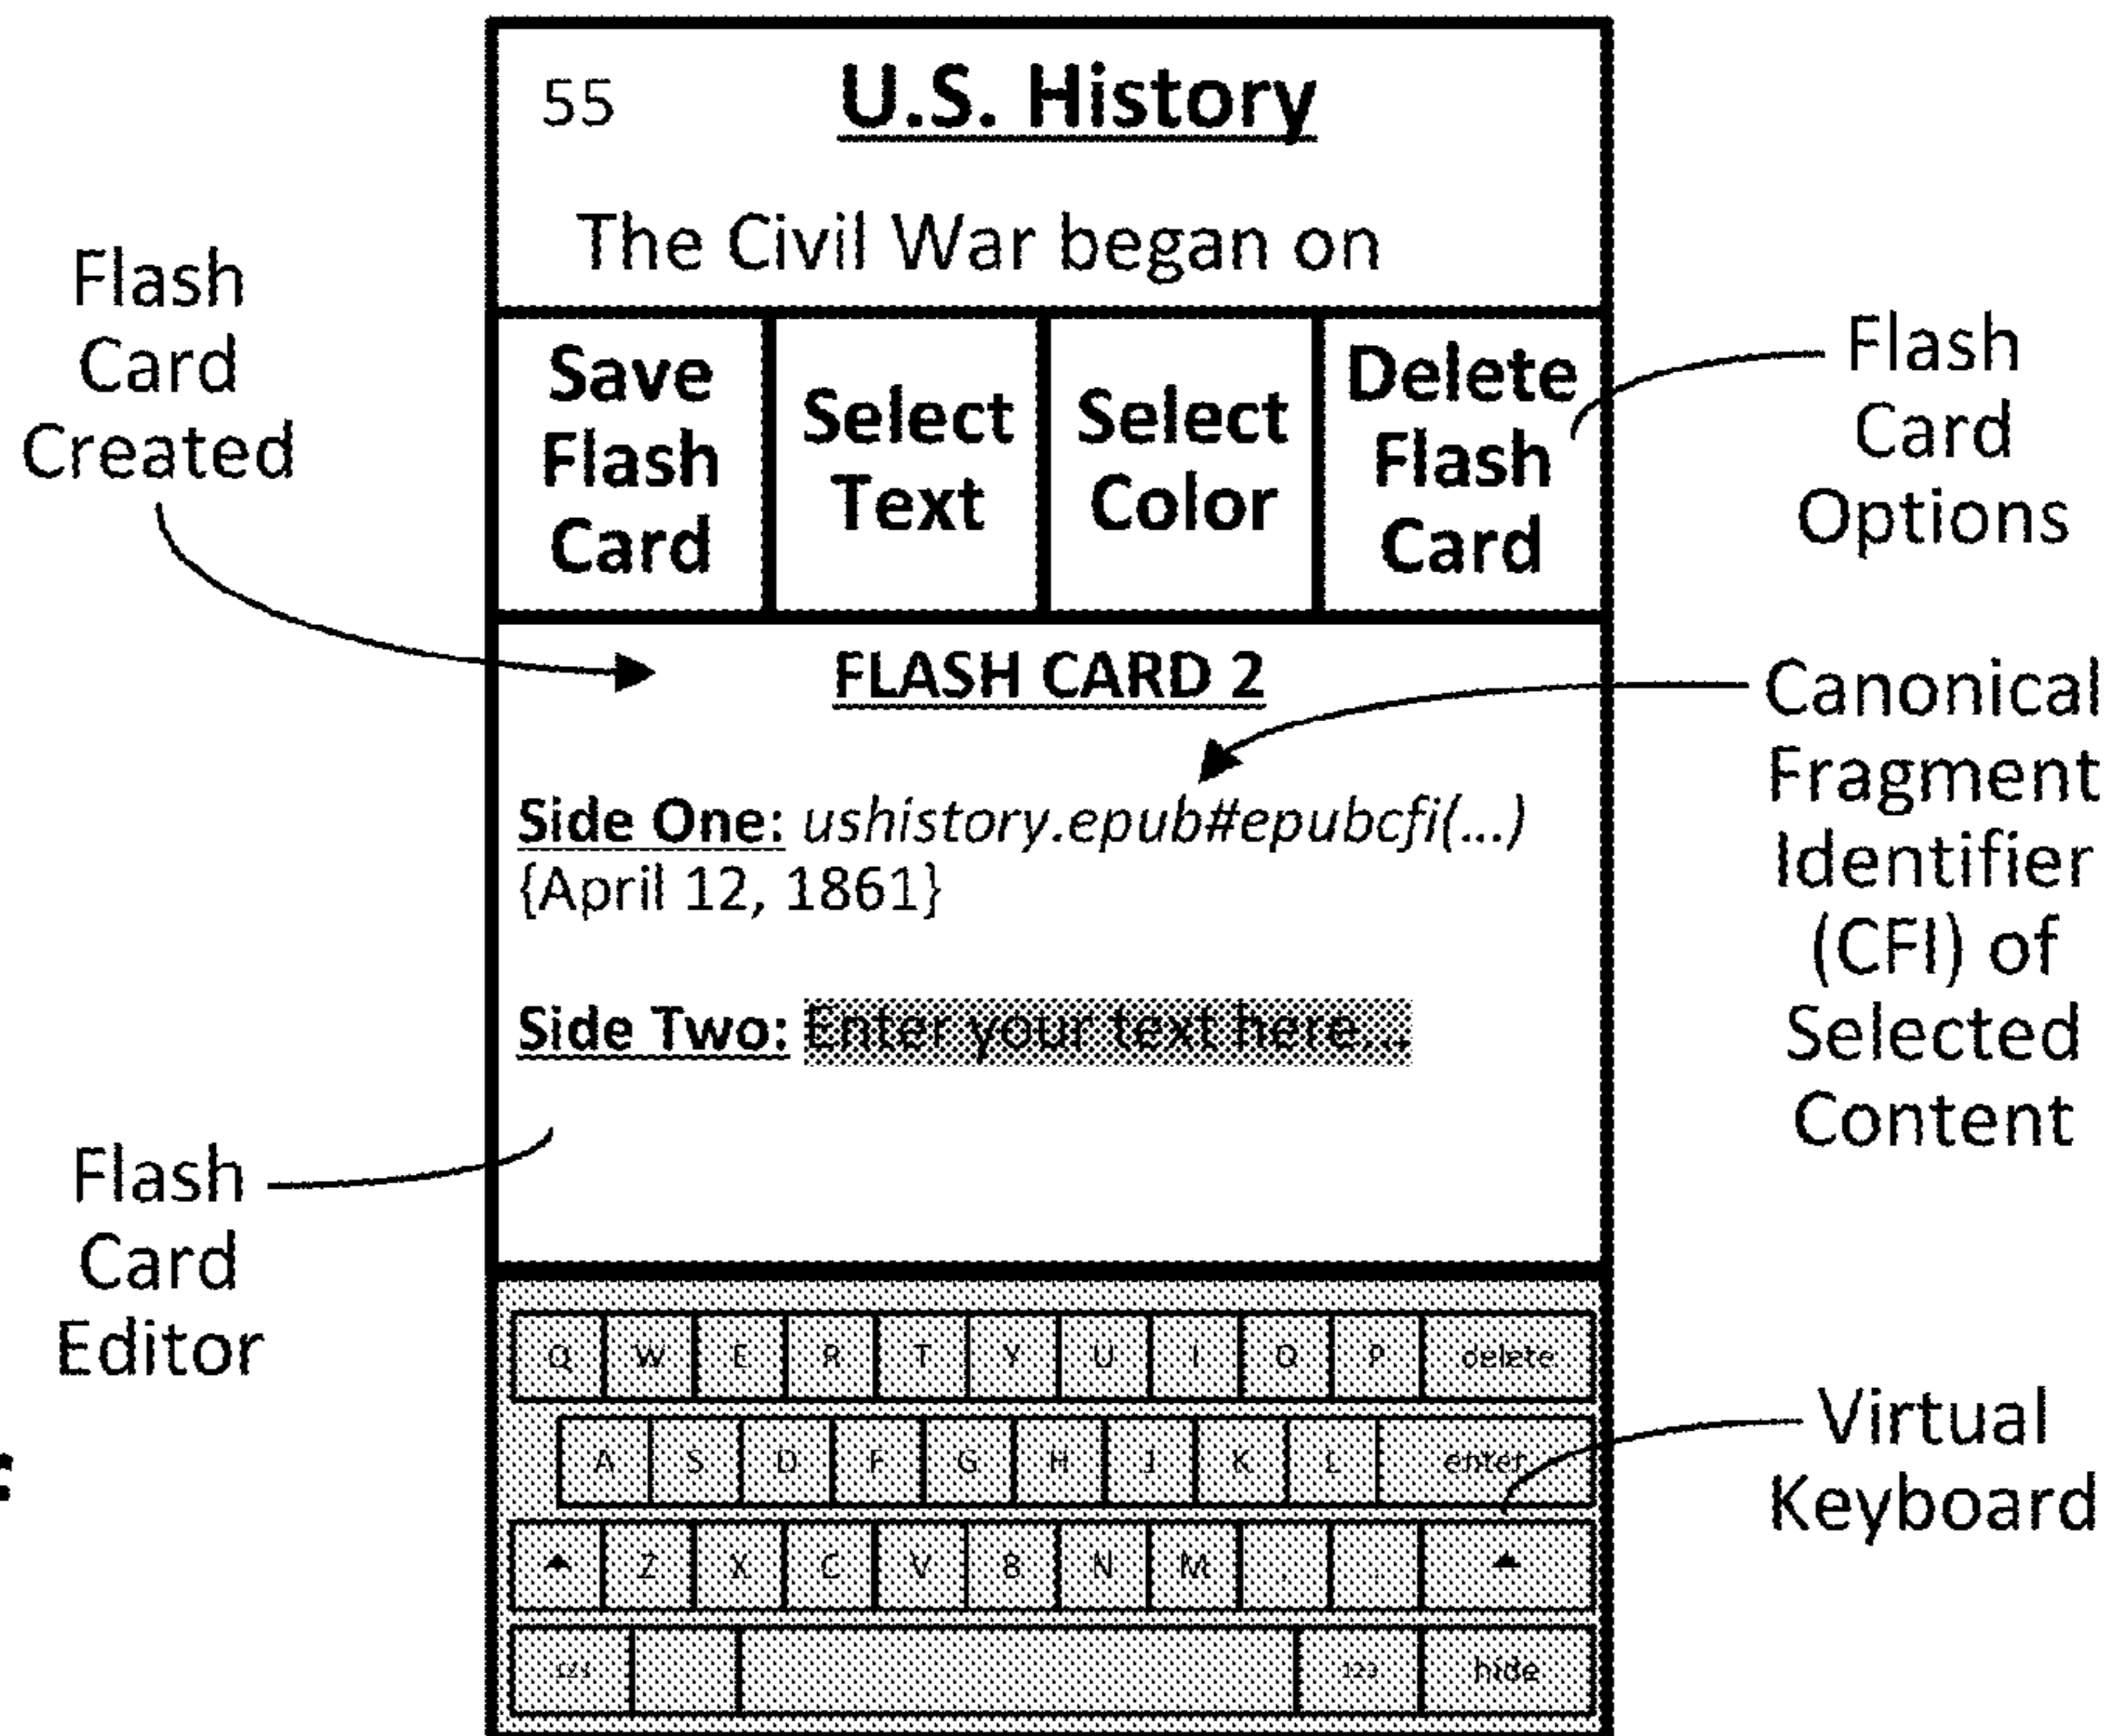 55 U.S. History
The Civil War began on
Flash
Card
Created
Save
Flash
Card
Select
Text
Select
Color
Delete
Flash
Card
Flash
Card
Options
FLASH CARD 2
Side One: ushistory.epub#epubcfi(...)
{April 12, 1861}
Side Two: Enter your text here...
Canonical
Fragment
Identifier
(CFI) of
Selected
Content
Flash
Card
Editor
Q W E R T Y U I O P delete
A S D F G H J K L enter
Z X C V B N M , .
123 123 hide
Virtual
Keyboard